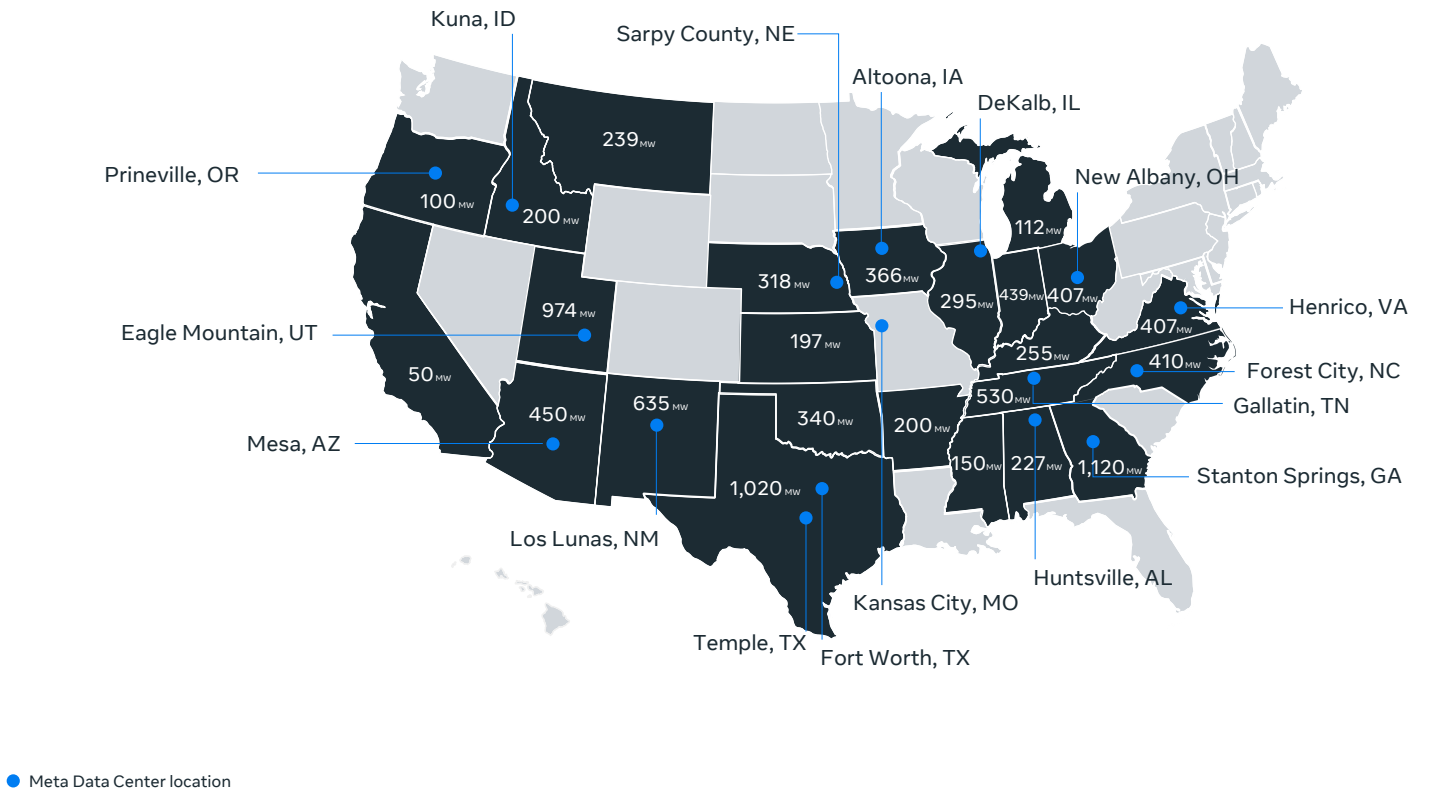 Kuna, ID
Sarpy County, NE
Altoona, IA
DeKalb, IL
239 MW
Prineville, OR
New Albany, OH
100 MW
200 MW
112 MW
318 MW
366 MW
295 MW
439 MW
407 MW
974 MW
Henrico, VA
407 MW
Eagle Mountain, UT
197 MW
255 MW
410 MW
Forest City, NC
50 MW
530 MW
Gallatin, TN
450 MW
635 MW
340 MW
200 MW
Mesa, AZ
150 MW
227 MW
1,120 MW
Stanton Springs, GA
1,020 MW
Los Lunas, NM
Huntsville, AL
Kansas City, MO
Temple, TX
Fort Worth, TX
Meta Data Center location